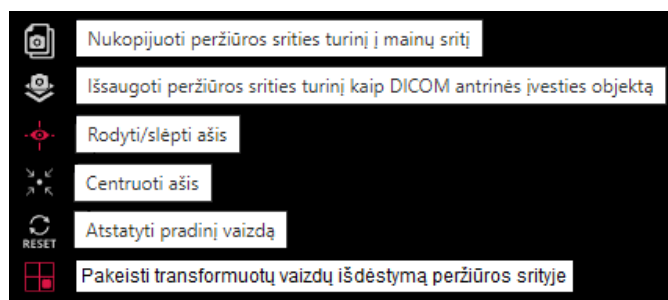 Nukopijuoti peržiūros srities turinį į mainų sritį
Išsaugoti peržiūros srities turinį kaip DICOM antrinės įvesties objektą
Rodyti/slėpti ašis
Centruoti ašis
RESET Atstatyti pradinį vaizdą
Pakeisti transformuotų vaizdų išdėstymą peržiūros srityje